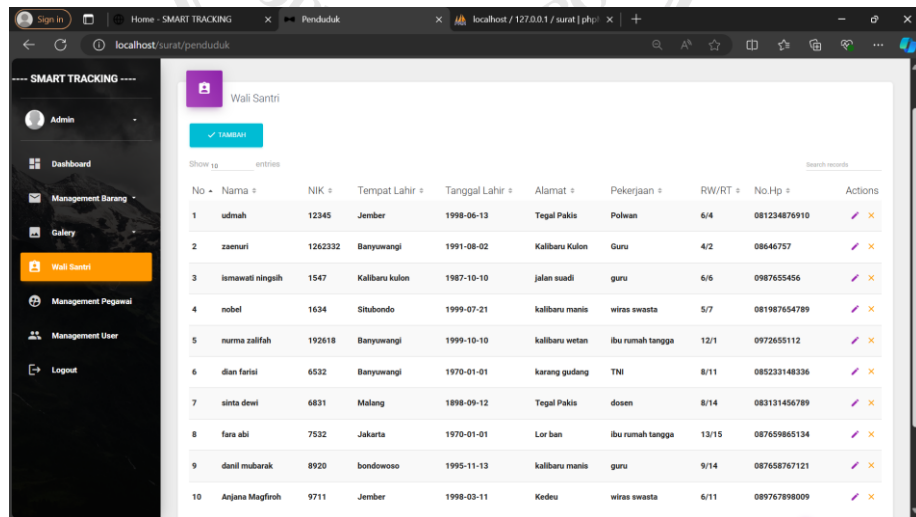 Sign in Home - SMART TRACKING Penduduk localhost / 127.0.0.1 / surat | php
localhost/surat/penduduk
---- SMART TRACKING ----
Admin
Dashboard
Management Barang
Galery
Wali Santri
Management Pegawai
Management User
Logout
Wali Santri
TAMBAH
Show 10 entries Search records
No Nama NIK Tempat Lahir Tanggal Lahir Alamat Pekerjaan RW/RT No.Hp Actions
1 udmah 12345 Jember 1998-06-13 Tegal Pakis Polwan 6/4 081234876910
2 zaenuri 1262332 Banyuwangi 1991-08-02 Kalibaru Kulon Guru 4/2 08646757
3 ismawati ningsih 1547 Kalibaru kulon 1987-10-10 jalan suadi guru 6/6 0987655456
4 nobel 1634 Situbondo 1999-07-21 kalibaru manis wiras swasta 5/7 081987654789
5 nurma zalifah 192618 Banyuwangi 1999-10-10 kalibaru wetan ibu rumah tangga 12/1 0972655112
6 dian farisi 6532 Banyuwangi 1970-01-01 karang gudang TNI 8/11 085233148336
7 sinta dewi 6831 Malang 1898-09-12 Tegal Pakis dosen 8/14 083131456789
8 fara abi 7532 Jakarta 1970-01-01 Lor ban ibu rumah tangga 13/15 087659865134
9 danil mubarak 8920 bondowoso 1995-11-13 kalibaru manis guru 9/14 087658767121
10 Anjana Magfiroh 9711 Jember 1998-03-11 Kedeu wiras swasta 6/11 089767898009